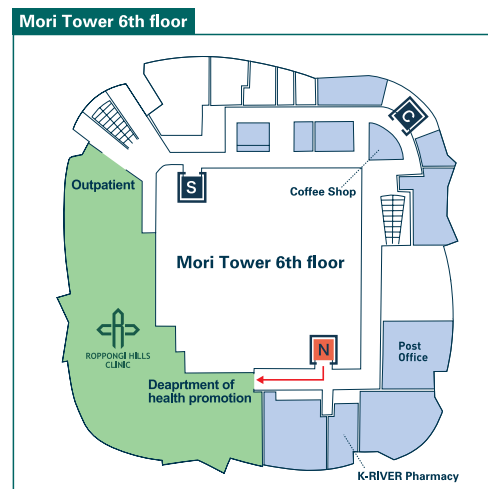 Mori Tower 6th floor
C
Outpatient
S
Coffee Shop
Mori Tower 6th floor
ROPPONGI HILLS
CLINIC
N
Post
Office
Deaprtment of
health promotion
K-RIVER Pharmacy